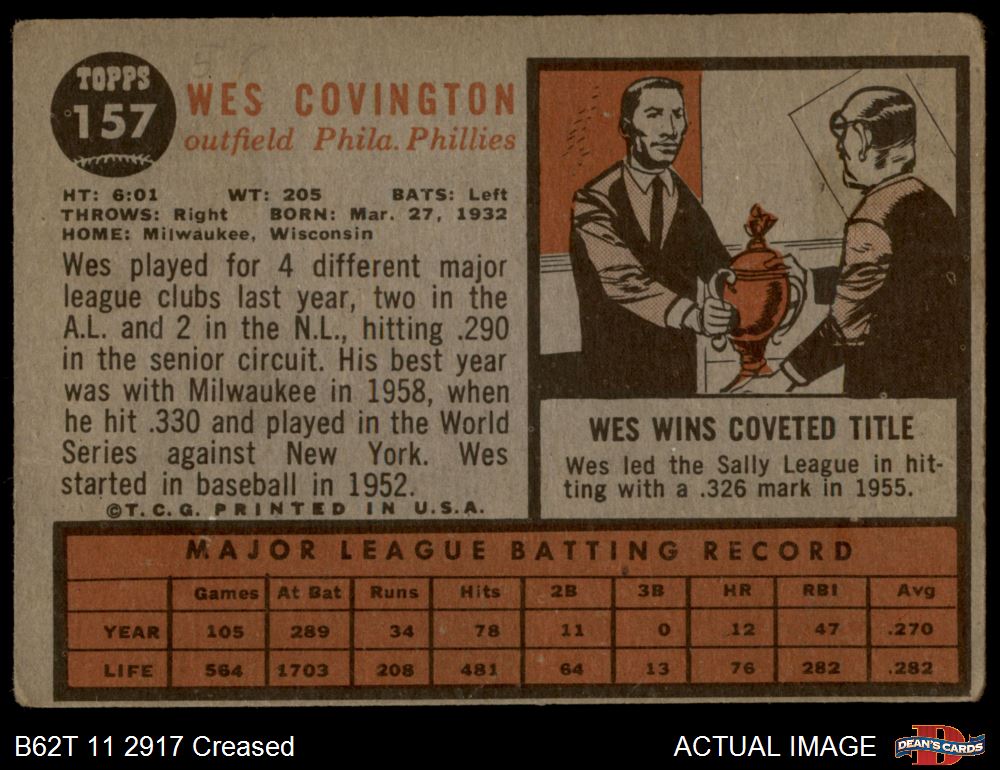 TOPPS
157
WES COVINGTON
outfield Phila. Phillies
HT: 6:01 WT: 205 BATS: Left
THROWS: Right BORN: Mar. 27, 1932
HOME: Milwaukee, Wisconsin
Wes played for 4 different major
league clubs last year, two in the
A.L. and 2 in the N.L., hitting .290
in the senior circuit. His best year
was with Milwaukee in 1958, when
he hit .330 and played in the World
Series against New York. Wes
started in baseball in 1952.
©T.C.G. PRINTED IN U.S.A.
WES WINS COVETED TITLE
Wes led the Sally League in hit-
ting with a .326 mark in 1955.
MAJOR LEAGUE BATTING RECORD
Games At Bat Runs Hits 2B 3B HR RBI Avg
YEAR 105 289 34 78 11 0 12 47 .270
LIFE 564 1703 208 481 64 13 76 282 .282
B62T 11 2917 Creased
ACTUAL IMAGE
DEAN'S CARDS